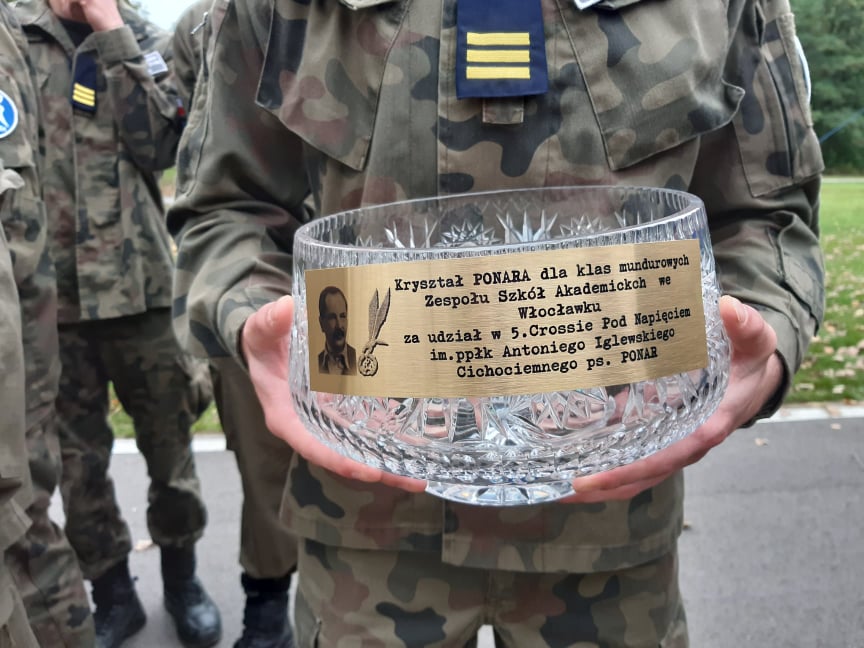 Kryształ PONARA dla klas mundurowych
Zespołu Szkół Akademickch we
Włocławku
za udział w 5.Crossie Pod Napięciem
im.ppłk Antoniego Iglewskiego
Cichociemnego ps. PONAR